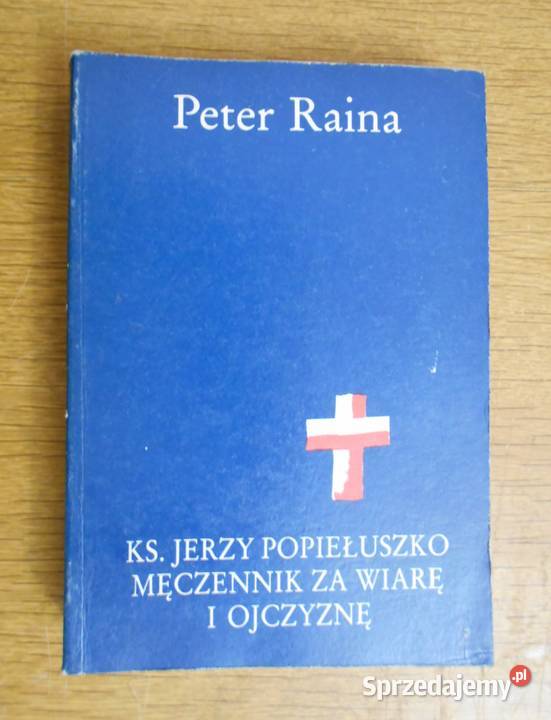 Peter Raina
KS. JERZY POPIEŁUSZKO
MĘCZENNIK ZA WIARĘ
I OJCZYZNĘ
Sprzedajemy.pl